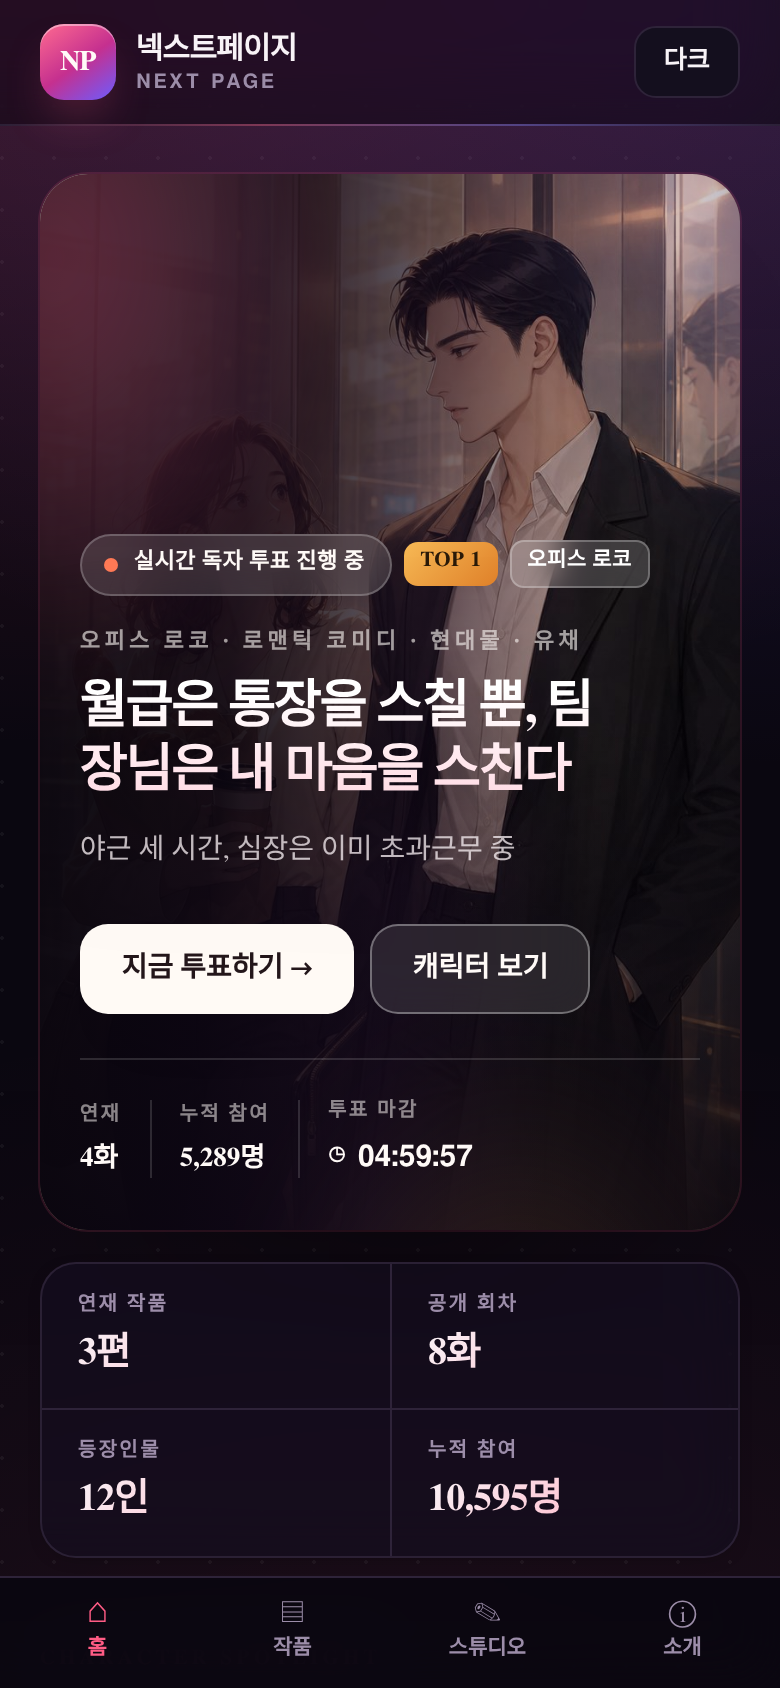 NP
넥스트페이지
NEXT PAGE
다크
실시간 독자 투표 진행 중
TOP 1
오피스 로코
오피스 로코 · 로맨틱 코미디 · 현대물 · 유채
월급은 통장을 스칠 뿐, 팀
장님은 내 마음을 스친다
야근 세 시간, 심장은 이미 초과근무 중
지금 투표하기 →
캐릭터 보기
연재
4화
누적 참여
5,289명
투표 마감
04:59:57
연재 작품
3편
공개 회차
8화
등장인물
12인
누적 참여
10,595명
홈
작품
스튜디오
소개